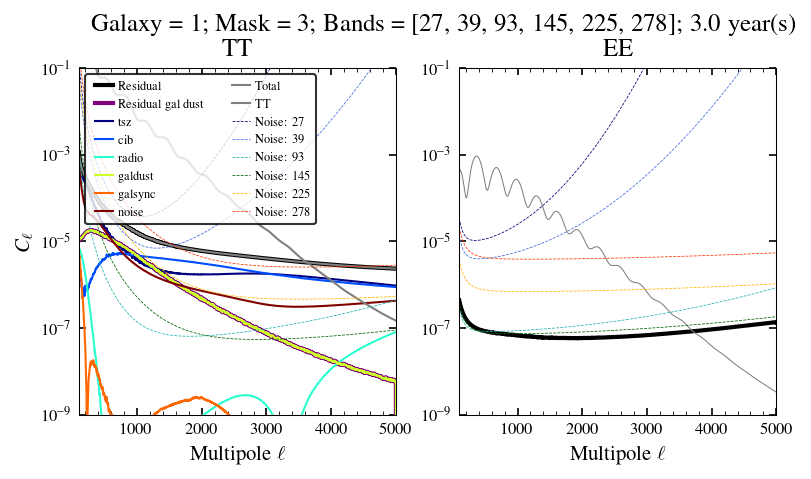 Galaxy = 1; Mask = 3; Bands = [27, 39, 93, 145, 225, 278]; 3.0 year(s)
TT
EE
10⁻¹
10⁻³
10⁻⁵
10⁻⁷
10⁻⁹
C_ℓ
Residual
Residual gal dust
tsz
cib
radio
galdust
galsync
noise
Total
TT
Noise: 27
Noise: 39
Noise: 93
Noise: 145
Noise: 225
Noise: 278
1000
2000
3000
4000
5000
Multipole ℓ
10⁻¹
10⁻³
10⁻⁵
10⁻⁷
10⁻⁹
1000
2000
3000
4000
5000
Multipole ℓ